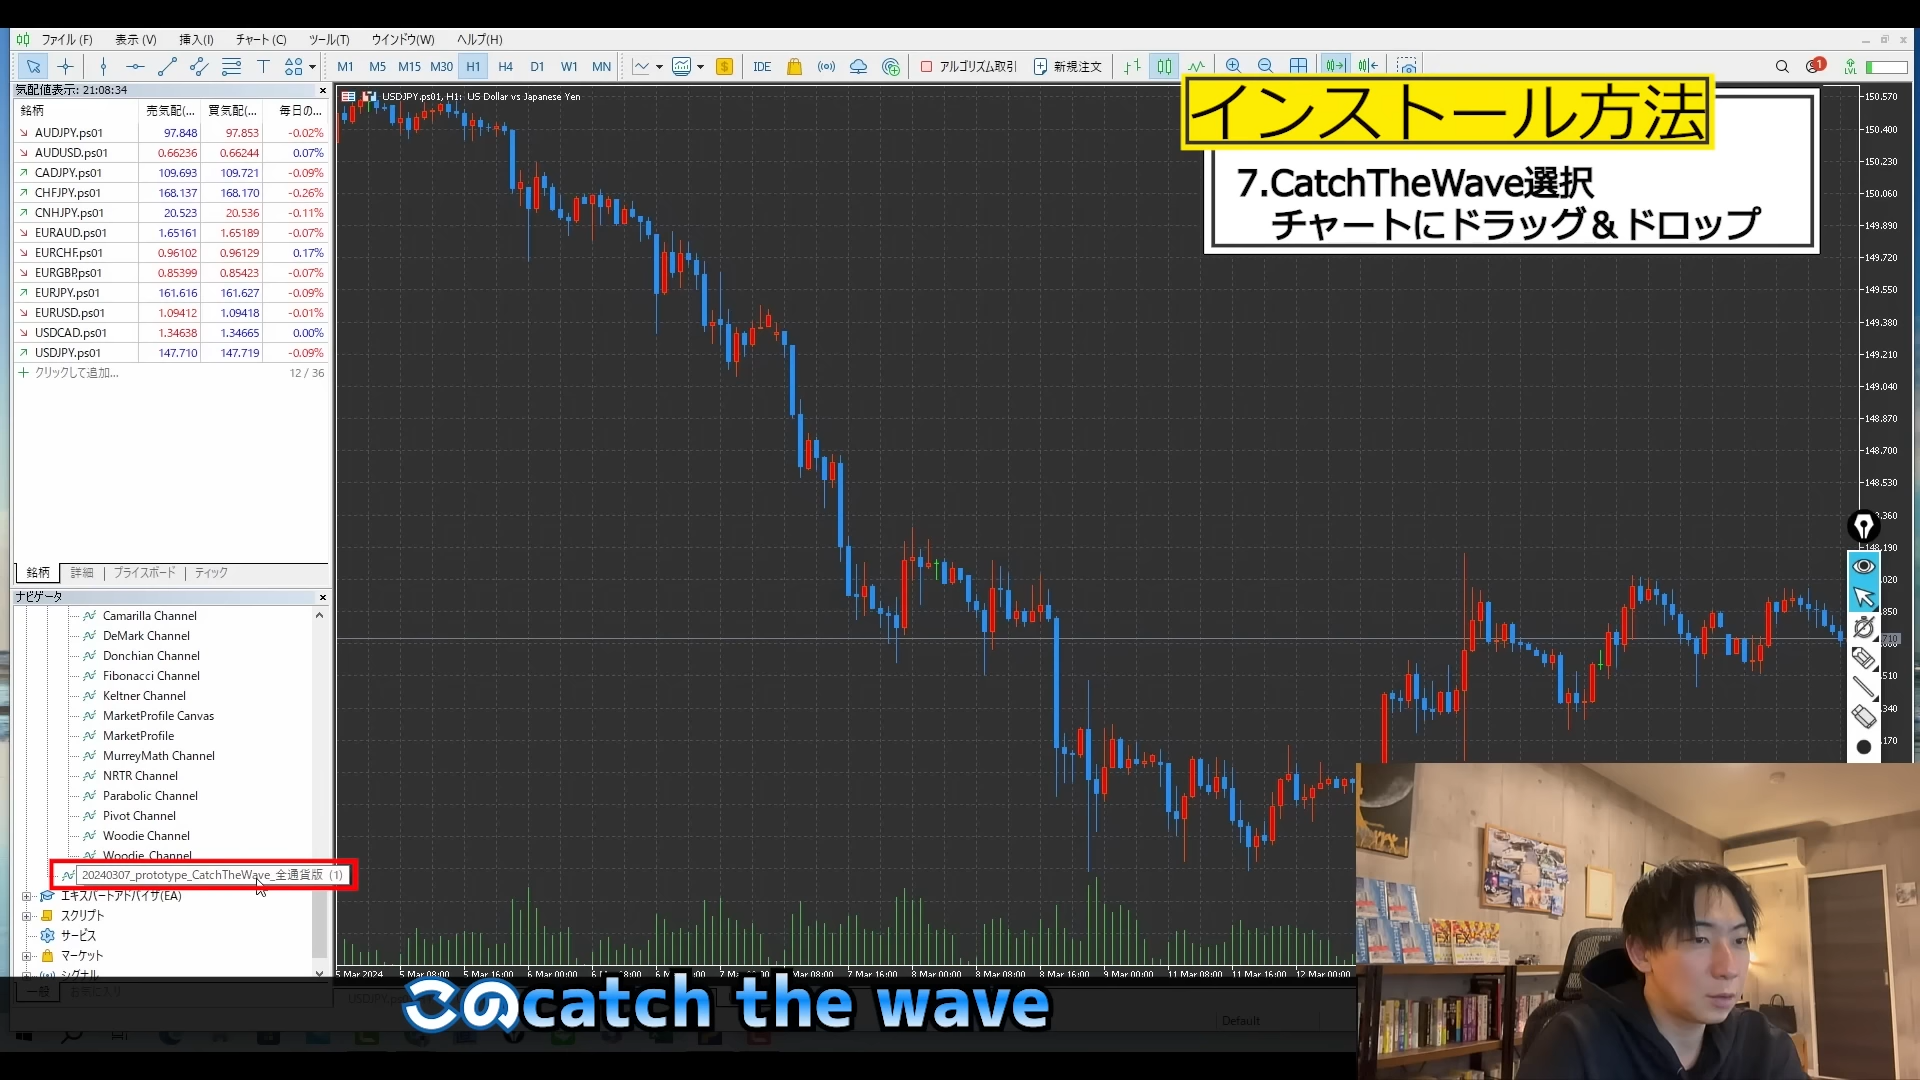 ファイル (F)
表示 (V)
挿入(I)
チャート (C)
ツール(T)
ウインドウ(W)
ヘルプ(H)
M1 M5 M15 M30 H1 H4 D1 W1 MN
IDE
アルゴリズム取引
新規注文
気配値表示: 21:08:34
銘柄 売気配(... 買気配(... 毎日の...
AUDJPY.ps01 97.848 97.853 -0.02%
AUDUSD.ps01 0.66236 0.66244 0.07%
CADJPY.ps01 109.693 109.721 -0.09%
CHFJPY.ps01 168.137 168.170 -0.26%
CNHJPY.ps01 20.523 20.536 -0.11%
EURAUD.ps01 1.65161 1.65189 -0.07%
EURCHF.ps01 0.96102 0.96129 0.17%
EURGBP.ps01 0.85399 0.85423 -0.07%
EURJPY.ps01 161.616 161.627 -0.09%
EURUSD.ps01 1.09412 1.09418 -0.01%
USDCAD.ps01 1.34638 1.34665 0.00%
USDJPY.ps01 147.710 147.719 -0.09%
クリックして追加... 12 / 36
銘柄 詳細 プライスボード ティック
ナビゲータ
Camarilla Channel
DeMark Channel
Donchian Channel
Fibonacci Channel
Keltner Channel
MarketProfile Canvas
MarketProfile
MurreyMath Channel
NRTR Channel
Parabolic Channel
Pivot Channel
Woodie Channel
Woodie Channel
20240307_prototype_CatchTheWave_全通貨版 (1)
エキスパートアドバイザ(EA)
スクリプト
サービス
マーケット
シグナル
一般 お気に入り
USDJPY.ps01, H1: US Dollar vs Japanese Yen
インストール方法
7.CatchTheWave選択
チャートにドラッグ＆ドロップ
150.570
150.400
150.230
150.060
149.890
149.720
149.550
149.380
149.210
149.040
148.870
148.700
148.530
5 Mar 2024 5 Mar 08:00 5 Mar 16:00 6 Mar 00:00 7 Mar 16:00 8 Mar 00:00 8 Mar 08:00 8 Mar 16:00 9 Mar 00:00 11 Mar 08:00 11 Mar 16:00 12 Mar 00:00
このcatch the wave
Default